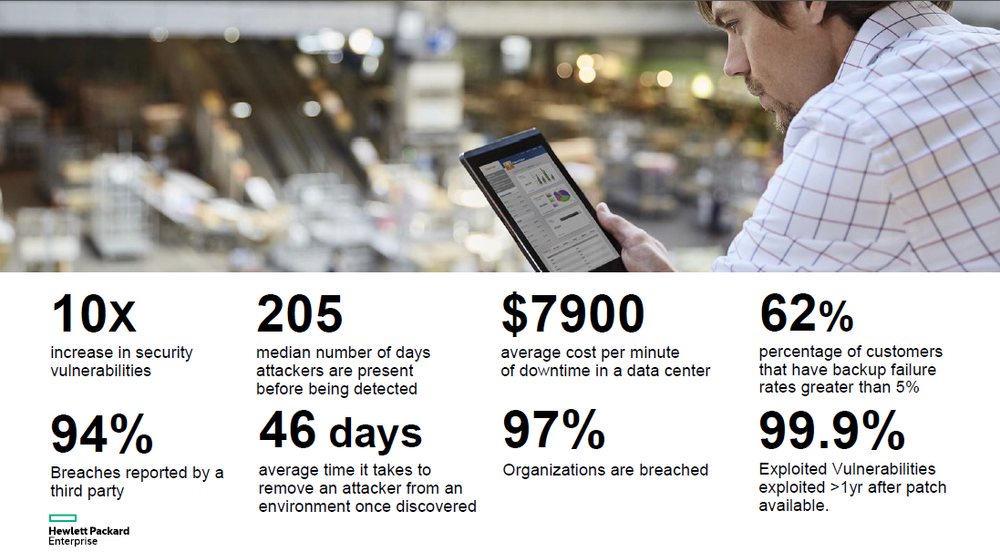 10x
increase in security
vulnerabilities
205
median number of days
attackers are present
before being detected
$7900
average cost per minute
of downtime in a data center
62%
percentage of customers
that have backup failure
rates greater than 5%
94%
Breaches reported by a
third party
46 days
average time it takes to
remove an attacker from an
environment once discovered
97%
Organizations are breached
99.9%
Exploited Vulnerabilities
exploited >1yr after patch
available.
Hewlett Packard
Enterprise